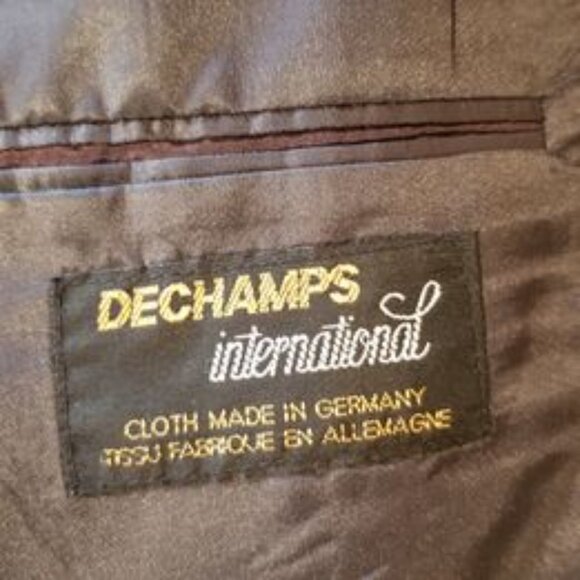 DECHAMPS
international
CLOTH MADE IN GERMANY
TISSU FABRIQUE EN ALLEMAGNE